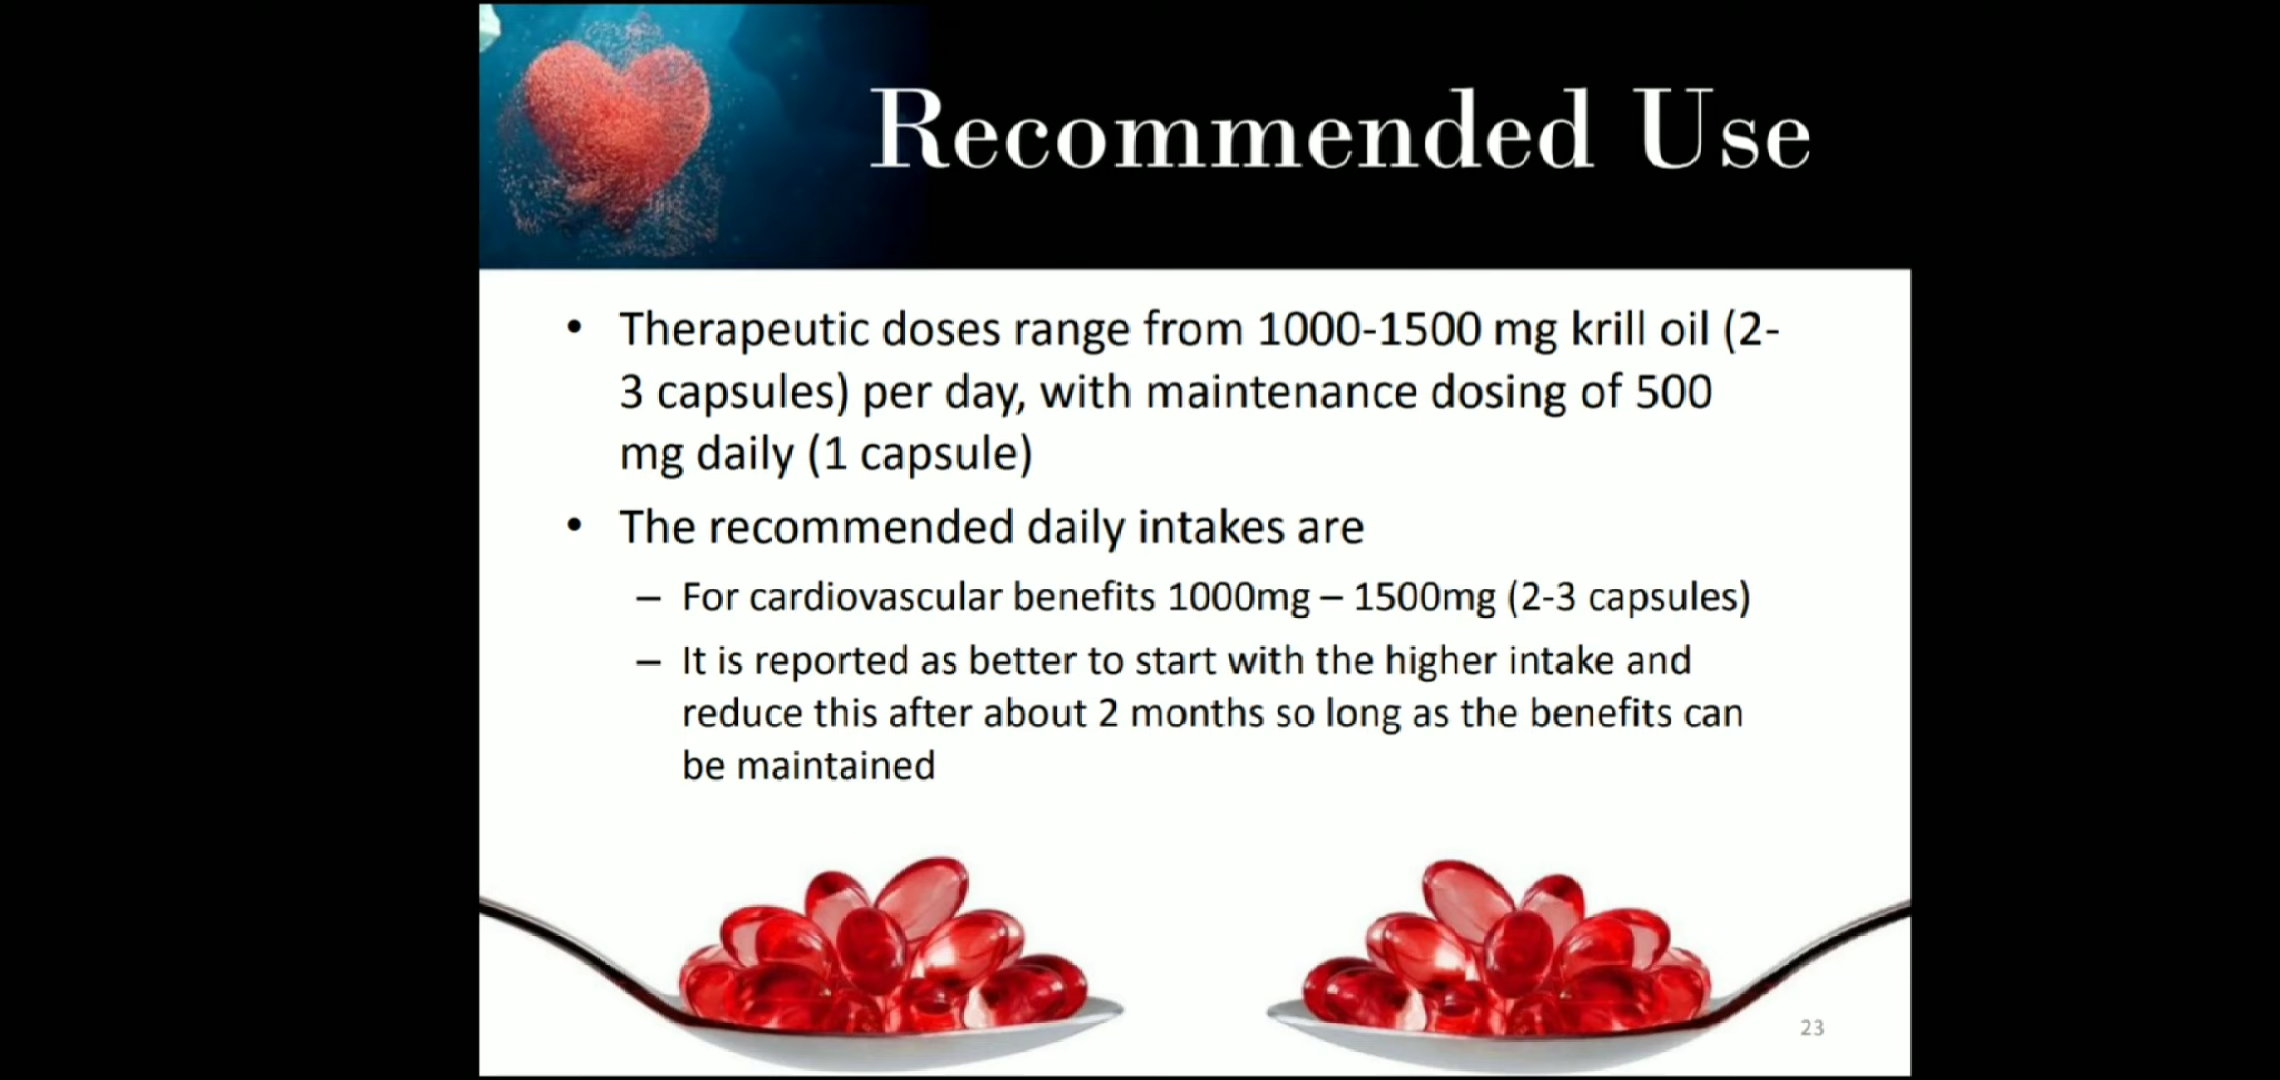 Recommended Use
• Therapeutic doses range from 1000-1500 mg krill oil (2-
3 capsules) per day, with maintenance dosing of 500
mg daily (1 capsule)
• The recommended daily intakes are
– For cardiovascular benefits 1000mg – 1500mg (2-3 capsules)
– It is reported as better to start with the higher intake and
reduce this after about 2 months so long as the benefits can
be maintained
23